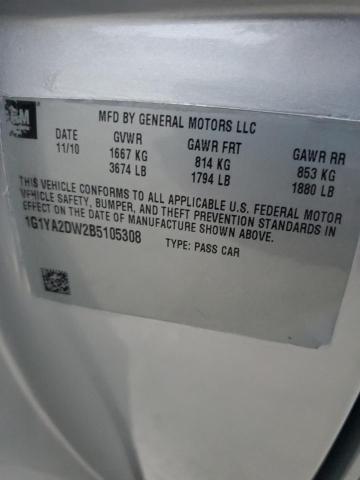 GM
MFD BY GENERAL MOTORS LLC
DATE GVWR GAWR FRT GAWR RR
11/10 1667 KG 814 KG 853 KG
3674 LB 1794 LB 1880 LB
THIS VEHICLE CONFORMS TO ALL APPLICABLE U.S. FEDERAL MOTOR
VEHICLE SAFETY, BUMPER, AND THEFT PREVENTION STANDARDS IN
EFFECT ON THE DATE OF MANUFACTURE SHOWN ABOVE.
1G1YA2DW2B5105308 TYPE: PASS CAR